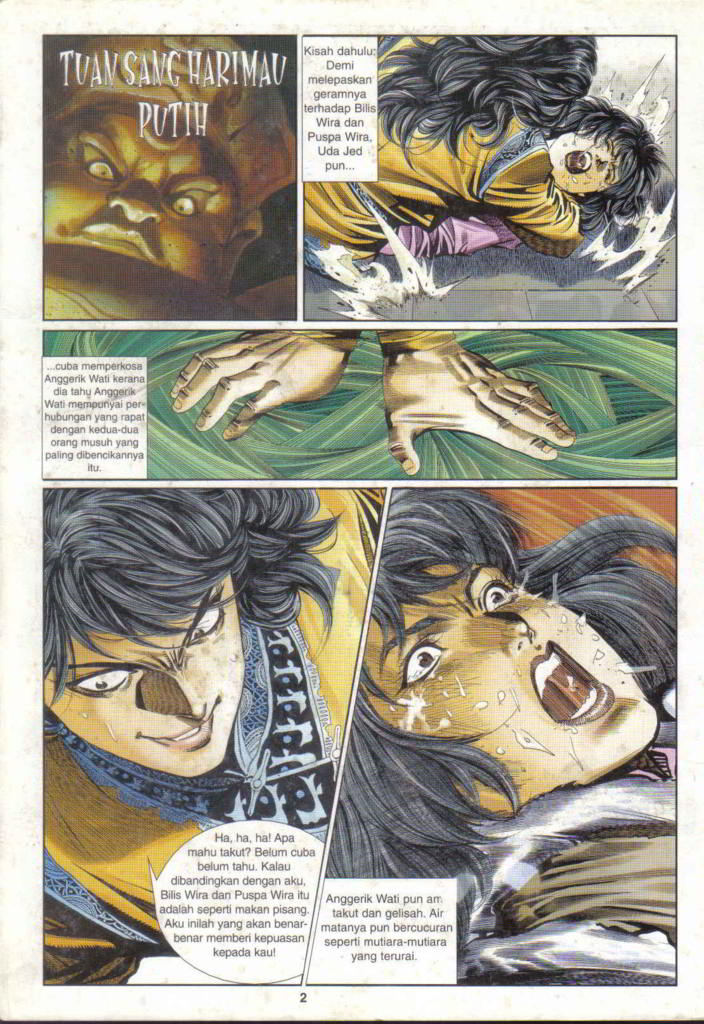 TUAN SANG HARIMAU
PUTIH
Kisah dahulu:
Demi
melepaskan
geramnya
terhadap Bilis
Wira dan
Puspa Wira,
Uda Jed
pun...
...cuba memperkosa
Anggerik Wati kerana
dia tahu Anggerik
Wati mempunyai per-
hubungan yang rapat
dengan kedua-dua
orang musuh yang
paling dibencikannya
itu.
Ha, ha, ha! Apa
mahu takut? Belum cuba
belum tahu. Kalau
dibandingkan dengan aku,
Bilis Wira dan Puspa Wira itu
adalah seperti makan pisang.
Aku inilah yang akan benar-
benar memberi kepuasan
kepada kau!
Anggerik Wati pun am
takut dan gelisah. Air
matanya pun bercucuran
seperti mutiara-mutiara
yang terurai.
2